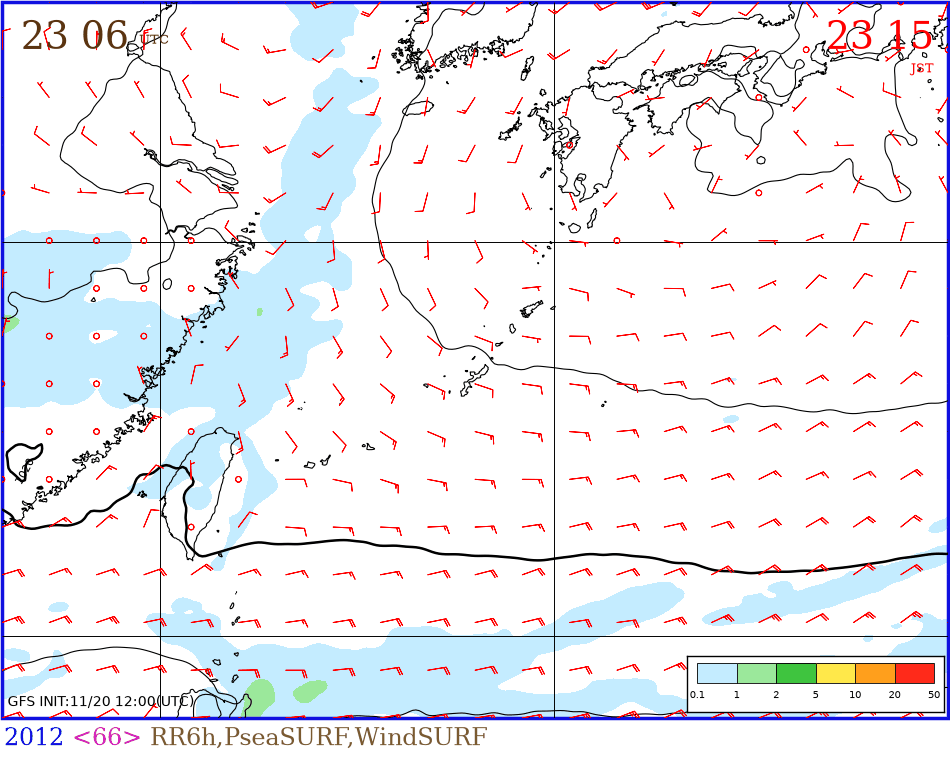 23 06 UTC 23 15
JST
1020
GFS INIT:11/20 12:00(UTC)
0.1 1 2 5 10 20 50
2012 <66> RR6h,PseaSURF,WindSURF